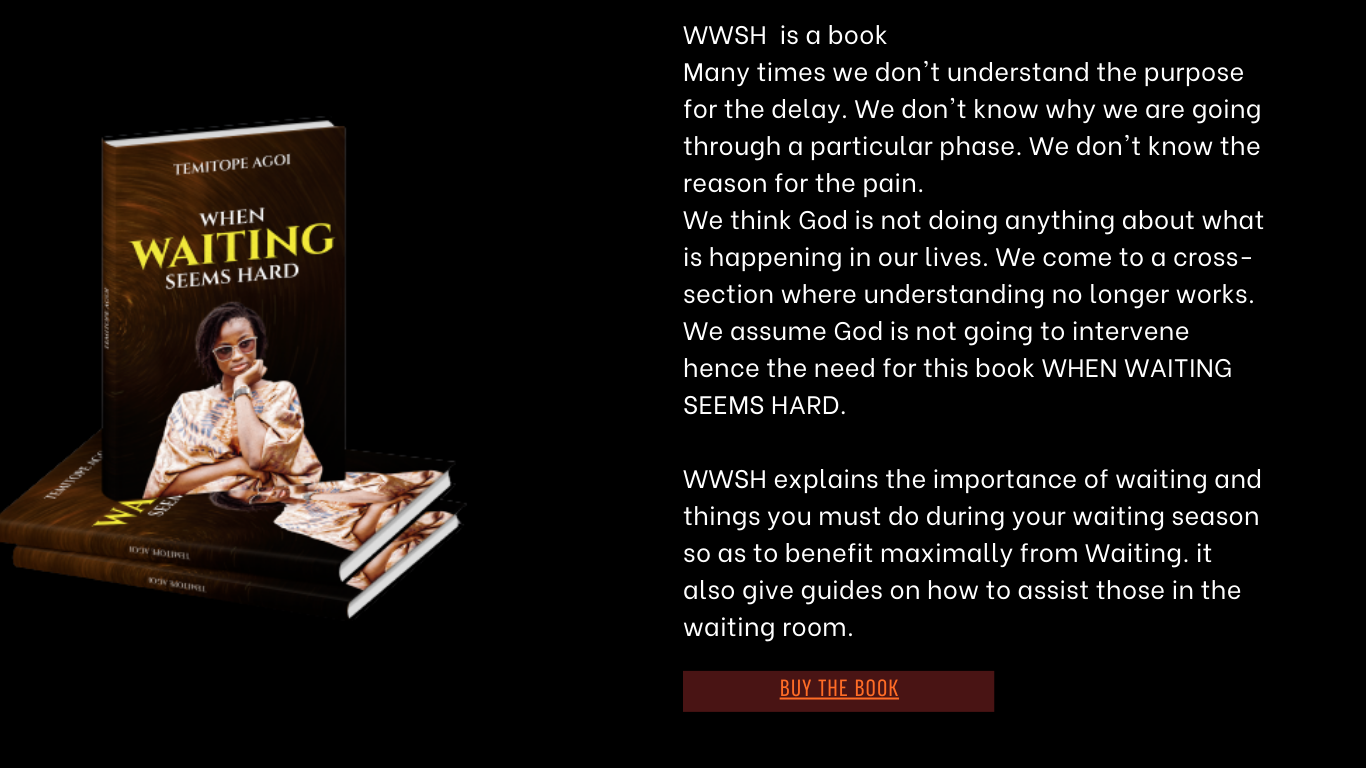 TEMITOPE AGOI
WHEN
WAITING
SEEMS HARD
TEMITOPE AGOI
TEMITOPE AGO
WA
SEEM
TEMITOPE AGOI
TEMITOPE AGOI
WWSH is a book
Many times we don't understand the purpose
for the delay. We don't know why we are going
through a particular phase. We don't know the
reason for the pain.
We think God is not doing anything about what
is happening in our lives. We come to a cross-
section where understanding no longer works.
We assume God is not going to intervene
hence the need for this book WHEN WAITING
SEEMS HARD.
WWSH explains the importance of waiting and
things you must do during your waiting season
so as to benefit maximally from Waiting. it
also give guides on how to assist those in the
waiting room.
BUY THE BOOK